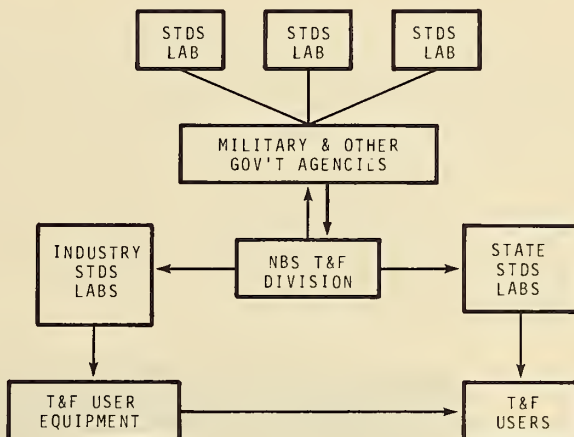 STDS
LAB
STDS
LAB
STDS
LAB
MILITARY & OTHER
GOV'T AGENCIES
INDUSTRY
STDS
LABS
NBS T&F
DIVISION
STATE
STDS
LABS
T&F USER
EQUIPMENT
T&F
USERS